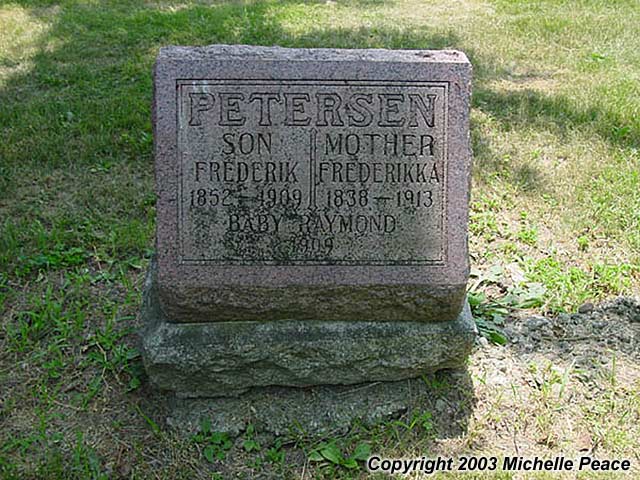 PETERSEN
SON MOTHER
FREDERIK FREDERIKKA
1852-1909 1838-1913
BABY RAYMOND
1909
Copyright © 2003 Michelle Peace